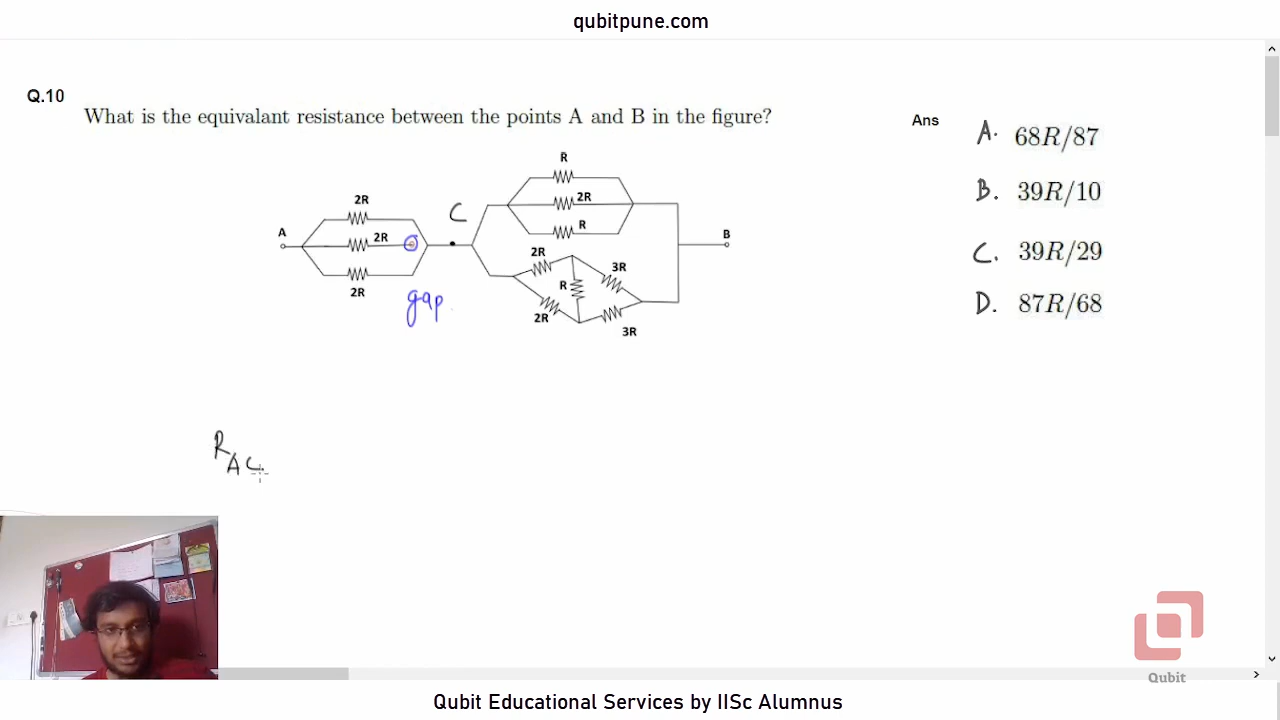 qubitpune.com
Q.10
What is the equivalant resistance between the points A and B in the figure?
Ans
A. 68R/87
B. 39R/10
C. 39R/29
D. 87R/68
R
2R
R
2R
2R
2R
A
C
B
gap
2R
3R
R
2R
3R
R AC
Qubit
Qubit Educational Services by IISc Alumnus